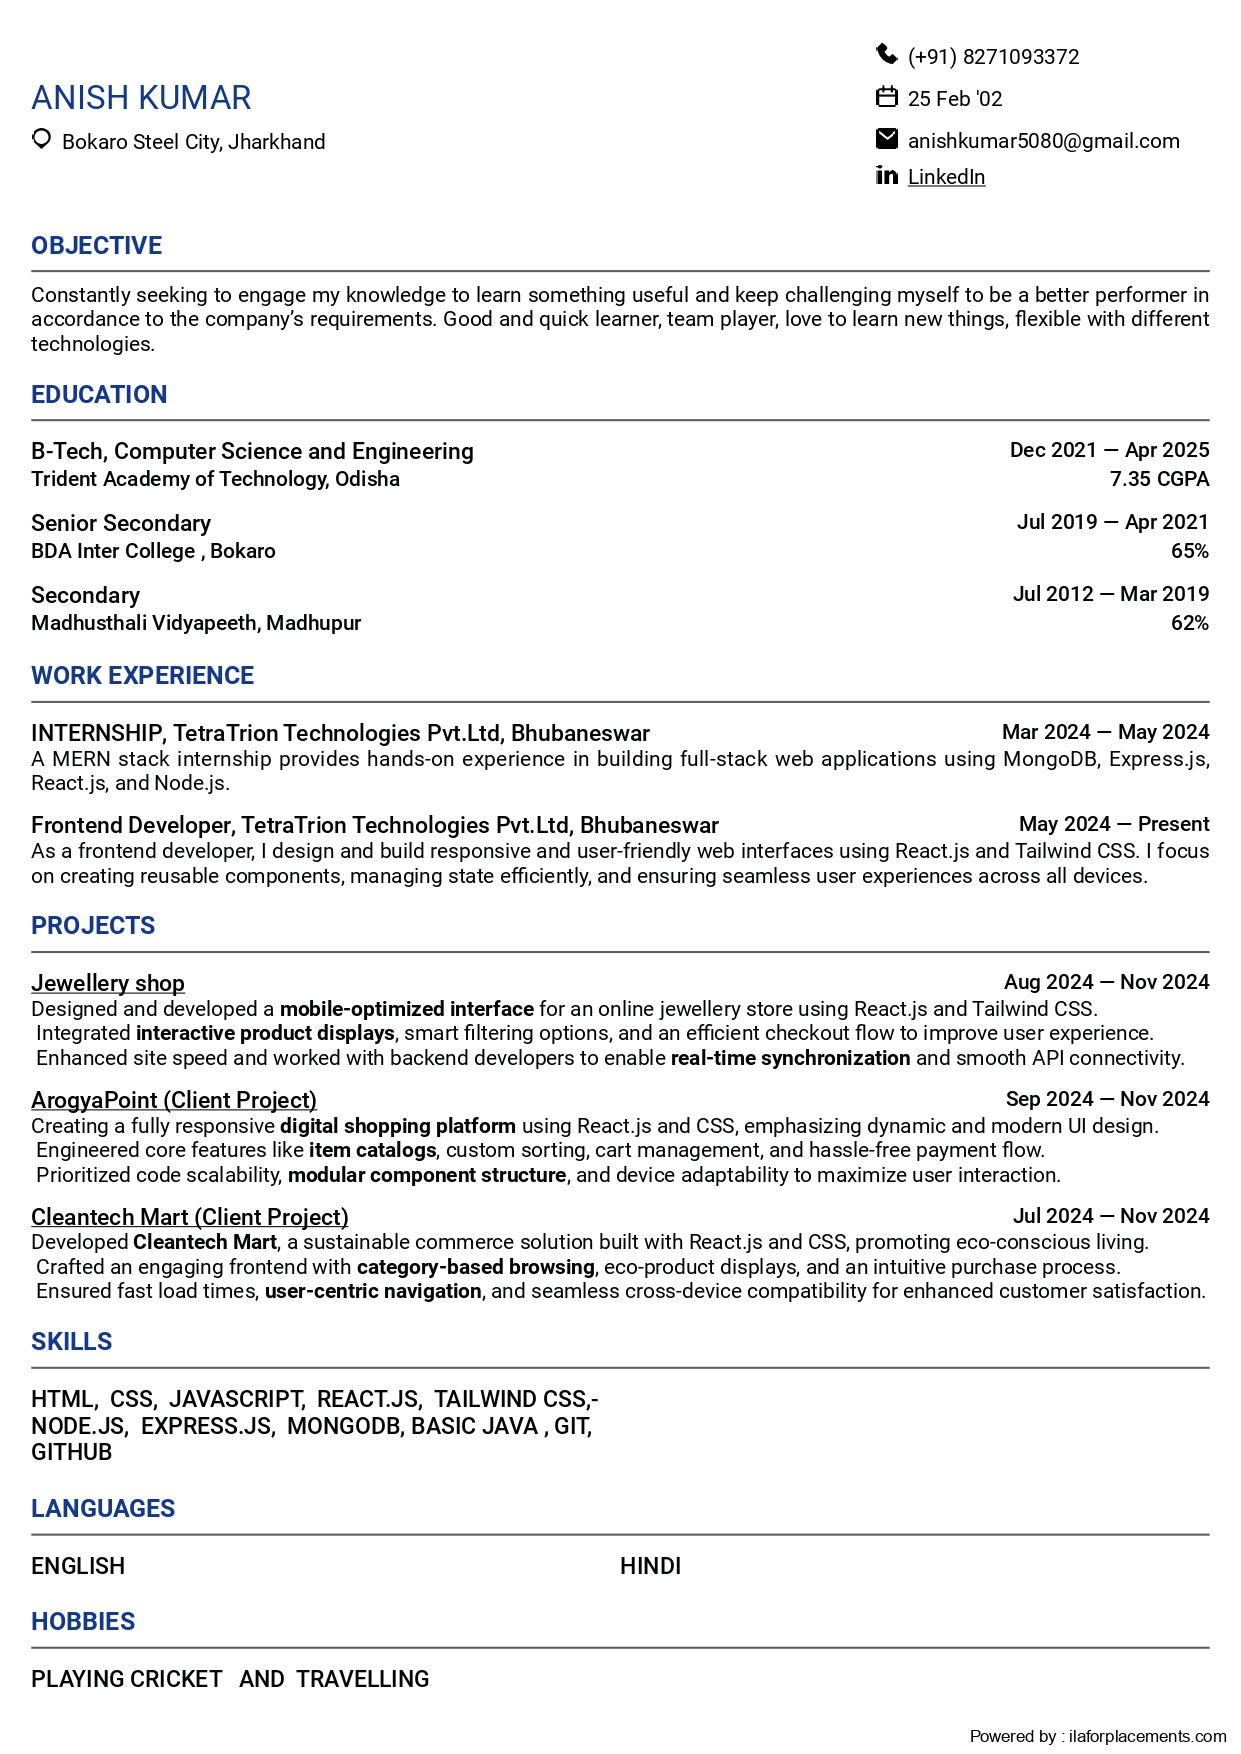 ANISH KUMAR
Bokaro Steel City, Jharkhand
(+91) 8271093372
25 Feb '02
anishkumar5080@gmail.com
LinkedIn
OBJECTIVE
Constantly seeking to engage my knowledge to learn something useful and keep challenging myself to be a better performer in
accordance to the company’s requirements. Good and quick learner, team player, love to learn new things, flexible with different
technologies.
EDUCATION
B-Tech, Computer Science and Engineering Dec 2021 — Apr 2025
Trident Academy of Technology, Odisha 7.35 CGPA
Senior Secondary Jul 2019 — Apr 2021
BDA Inter College , Bokaro 65%
Secondary Jul 2012 — Mar 2019
Madhusthali Vidyapeeth, Madhupur 62%
WORK EXPERIENCE
INTERNSHIP, TetraTrion Technologies Pvt.Ltd, Bhubaneswar Mar 2024 — May 2024
A MERN stack internship provides hands-on experience in building full-stack web applications using MongoDB, Express.js,
React.js, and Node.js.
Frontend Developer, TetraTrion Technologies Pvt.Ltd, Bhubaneswar May 2024 — Present
As a frontend developer, I design and build responsive and user-friendly web interfaces using React.js and Tailwind CSS. I focus
on creating reusable components, managing state efficiently, and ensuring seamless user experiences across all devices.
PROJECTS
Jewellery shop Aug 2024 — Nov 2024
Designed and developed a mobile-optimized interface for an online jewellery store using React.js and Tailwind CSS.
Integrated interactive product displays, smart filtering options, and an efficient checkout flow to improve user experience.
Enhanced site speed and worked with backend developers to enable real-time synchronization and smooth API connectivity.
ArogyaPoint (Client Project) Sep 2024 — Nov 2024
Creating a fully responsive digital shopping platform using React.js and CSS, emphasizing dynamic and modern UI design.
Engineered core features like item catalogs, custom sorting, cart management, and hassle-free payment flow.
Prioritized code scalability, modular component structure, and device adaptability to maximize user interaction.
Cleantech Mart (Client Project) Jul 2024 — Nov 2024
Developed Cleantech Mart, a sustainable commerce solution built with React.js and CSS, promoting eco-conscious living.
Crafted an engaging frontend with category-based browsing, eco-product displays, and an intuitive purchase process.
Ensured fast load times, user-centric navigation, and seamless cross-device compatibility for enhanced customer satisfaction.
SKILLS
HTML, CSS, JAVASCRIPT, REACT.JS, TAILWIND CSS,-
NODE.JS, EXPRESS.JS, MONGODB, BASIC JAVA , GIT,
GITHUB
LANGUAGES
ENGLISH HINDI
HOBBIES
PLAYING CRICKET AND TRAVELLING
Powered by : ilaforplacements.com